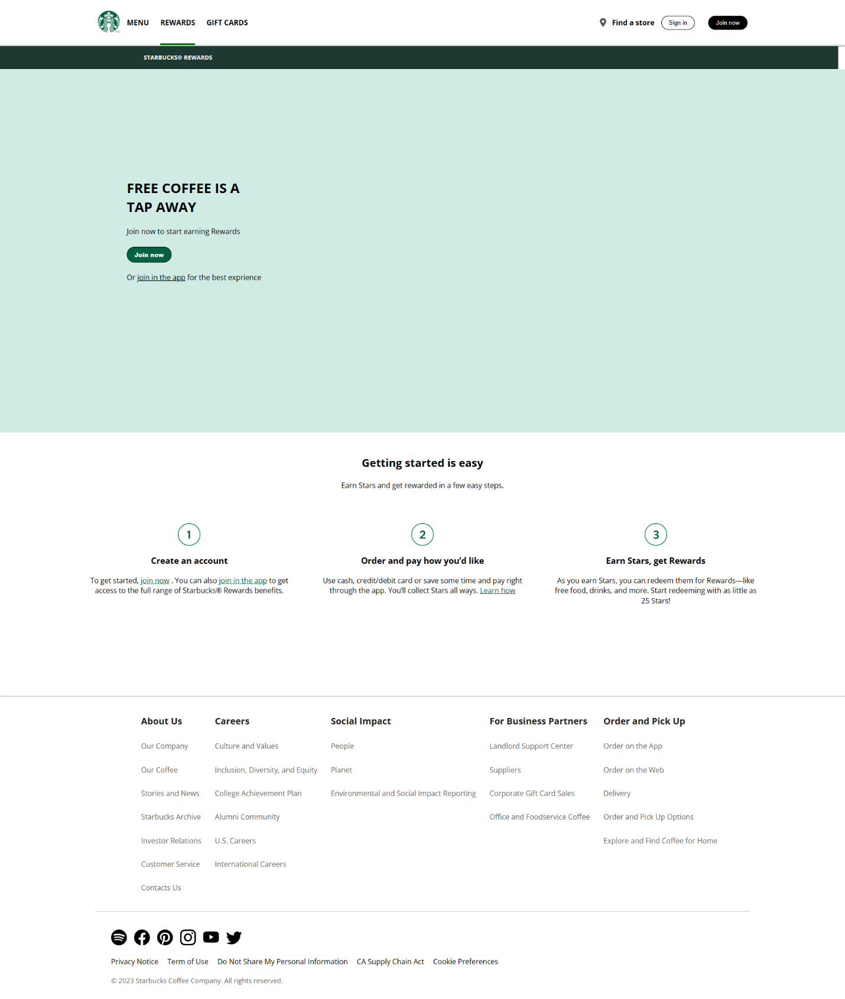 MENU REWARDS GIFT CARDS Find a store Sign in Join now
STARBUCKS® REWARDS
FREE COFFEE IS A
TAP AWAY
Join now to start earning Rewards
Join now
Or join in the app for the best exprience
Getting started is easy
Earn Stars and get rewarded in a few easy steps.
1
Create an account
To get started, join now . You can also join in the app to get
access to the full range of Starbucks® Rewards benefits.
2
Order and pay how you’d like
Use cash, credit/debit card or save some time and pay right
through the app. You’ll collect Stars all ways. Learn how
3
Earn Stars, get Rewards
As you earn Stars, you can redeem them for Rewards—like
free food, drinks, and more. Start redeeming with as little as
25 Stars!
About Us
Our Company
Our Coffee
Stories and News
Starbucks Archive
Investor Relations
Customer Service
Contacts Us
Careers
Culture and Values
Inclusion, Diversity, and Equity
College Achievement Plan
Alumni Community
U.S. Careers
International Careers
Social Impact
People
Planet
Environmental and Social Impact Reporting
For Business Partners
Landlord Support Center
Suppliers
Corporate Gift Card Sales
Office and Foodservice Coffee
Order and Pick Up
Order on the App
Order on the Web
Delivery
Order and Pick Up Options
Explore and Find Coffee for Home
Privacy Notice Term of Use Do Not Share My Personal Information CA Supply Chain Act Cookie Preferences
© 2023 Starbucks Coffee Company. All rights reserved.